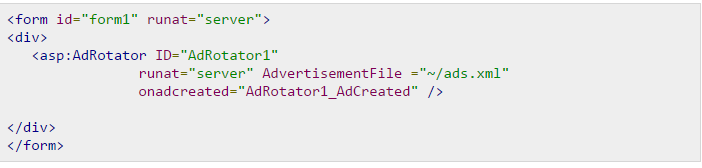 <form id="form1" runat="server">
<div>
   <asp:AdRotator ID="AdRotator1"
                runat="server" AdvertisementFile ="~/ads.xml"
                onadcreated="AdRotator1_AdCreated" />
</div>
</form>